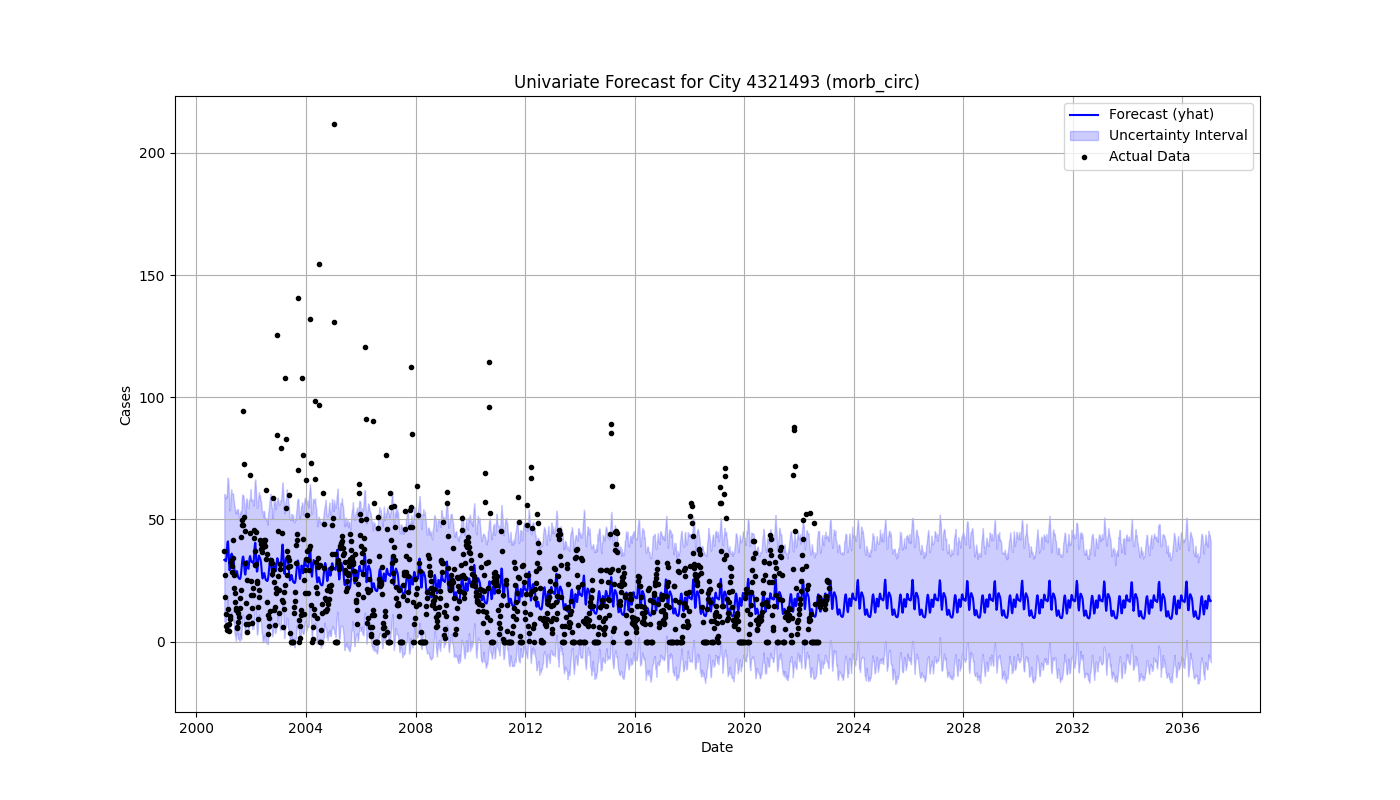 Univariate Forecast for City 4321493 (morb_circ)
Forecast (yhat)
Uncertainty Interval
Actual Data
200
150
100
50
0
Cases
2000 2004 2008 2012 2016 2020 2024 2028 2032 2036
Date